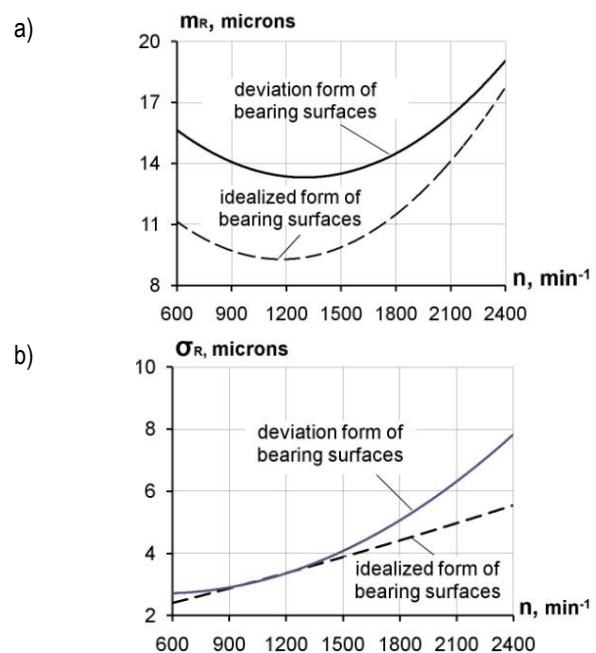 a)
mR, microns
20
17
14
11
8
deviation form of
bearing surfaces
idealized form of
bearing surfaces
n, min-1
600 900 1200 1500 1800 2100 2400
b)
σR, microns
10
8
6
4
2
deviation form of
bearing surfaces
idealized form of
bearing surfaces
n, min-1
600 900 1200 1500 1800 2100 2400